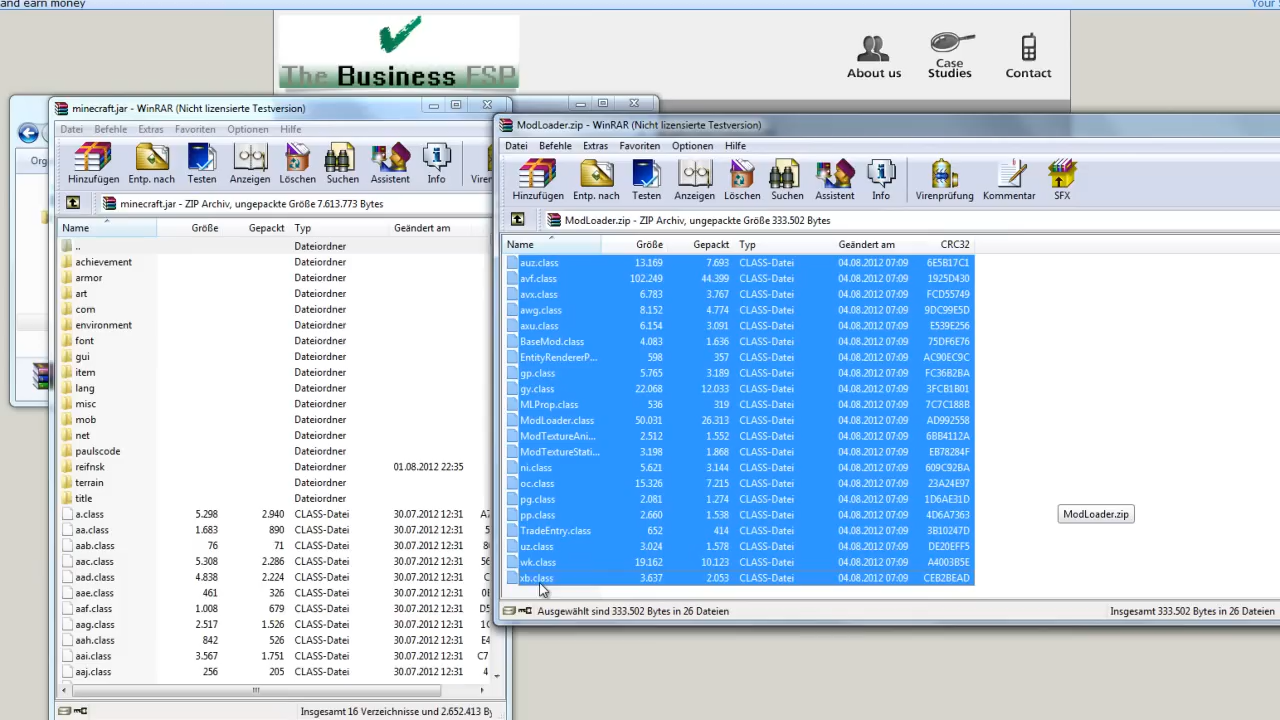 and earn money
Your
The Business ESP
About us
Case Studies
Contact
minecraft.jar - WinRAR (Nicht lizensierte Testversion)
Datei Befehle Extras Favoriten Optionen Hilfe
Hinzufügen Entp. nach Testen Anzeigen Löschen Suchen Assistent Info Viren
Org
minecraft.jar - ZIP Archiv, ungepackte Größe 7.613.773 Bytes
Name Größe Gepackt Typ Geändert am
.. Dateiordner
achievement Dateiordner
armor Dateiordner
art Dateiordner
com Dateiordner
environment Dateiordner
font Dateiordner
gui Dateiordner
item Dateiordner
lang Dateiordner
misc Dateiordner
mob Dateiordner
net Dateiordner
paulscode Dateiordner
reifnsk Dateiordner 01.08.2012 22:35
terrain Dateiordner
title Dateiordner
a.class 5.298 2.940 CLASS-Datei 30.07.2012 12:31 A7
aa.class 1.683 890 CLASS-Datei 30.07.2012 12:31
aab.class 76 71 CLASS-Datei 30.07.2012 12:31
aac.class 5.308 2.286 CLASS-Datei 30.07.2012 12:31 56
aad.class 4.838 2.224 CLASS-Datei 30.07.2012 12:31
aae.class 461 326 CLASS-Datei 30.07.2012 12:31
aaf.class 1.008 679 CLASS-Datei 30.07.2012 12:31 D5
aag.class 2.517 1.526 CLASS-Datei 30.07.2012 12:31
aah.class 842 526 CLASS-Datei 30.07.2012 12:31 E4
aai.class 3.567 1.751 CLASS-Datei 30.07.2012 12:31 C7
aaj.class 256 205 CLASS-Datei 30.07.2012 12:31 4
Insgesamt 16 Verzeichnisse und 2.652.413 By
ModLoader.zip - WinRAR (Nicht lizensierte Testversion)
Datei Befehle Extras Favoriten Optionen Hilfe
Hinzufügen Entp. nach Testen Anzeigen Löschen Suchen Assistent Info Virenprüfung Kommentar SFX
ModLoader.zip - ZIP Archiv, ungepackte Größe 333.502 Bytes
Name Größe Gepackt Typ Geändert am CRC32
auz.class 13.169 7.693 CLASS-Datei 04.08.2012 07:09 6E5B17C1
avf.class 102.249 44.399 CLASS-Datei 04.08.2012 07:09 1925D430
avx.class 6.783 3.767 CLASS-Datei 04.08.2012 07:09 FCD55749
awg.class 8.152 4.774 CLASS-Datei 04.08.2012 07:09 9DC99E5D
axu.class 6.154 3.091 CLASS-Datei 04.08.2012 07:09 E539E256
BaseMod.class 4.083 1.636 CLASS-Datei 04.08.2012 07:09 75DF6E76
EntityRendererP... 598 357 CLASS-Datei 04.08.2012 07:09 AC90EC9C
gp.class 5.765 3.189 CLASS-Datei 04.08.2012 07:09 FC36B2BA
gy.class 22.068 12.033 CLASS-Datei 04.08.2012 07:09 3FCB1B01
MLProp.class 536 319 CLASS-Datei 04.08.2012 07:09 7C7C188B
ModLoader.class 50.031 26.313 CLASS-Datei 04.08.2012 07:09 AD992558
ModTextureAni... 2.512 1.552 CLASS-Datei 04.08.2012 07:09 6BB4112A
ModTextureStati... 3.198 1.868 CLASS-Datei 04.08.2012 07:09 EB78284F
ni.class 5.621 3.144 CLASS-Datei 04.08.2012 07:09 609C92BA
oc.class 15.326 7.215 CLASS-Datei 04.08.2012 07:09 23A24E97
pg.class 2.081 1.274 CLASS-Datei 04.08.2012 07:09 1D6AE31D
pp.class 2.660 1.538 CLASS-Datei 04.08.2012 07:09 4D6A7363
TradeEntry.class 652 414 CLASS-Datei 04.08.2012 07:09 3B10247D
uz.class 3.024 1.578 CLASS-Datei 04.08.2012 07:09 DE20EFF5
wk.class 19.162 10.123 CLASS-Datei 04.08.2012 07:09 A4003B5E
xb.class 3.637 2.053 CLASS-Datei 04.08.2012 07:09 CEB2BEAD
ModLoader.zip
Ausgewählt sind 333.502 Bytes in 26 Dateien
Insgesamt 333.502 Bytes in 26 Dateien